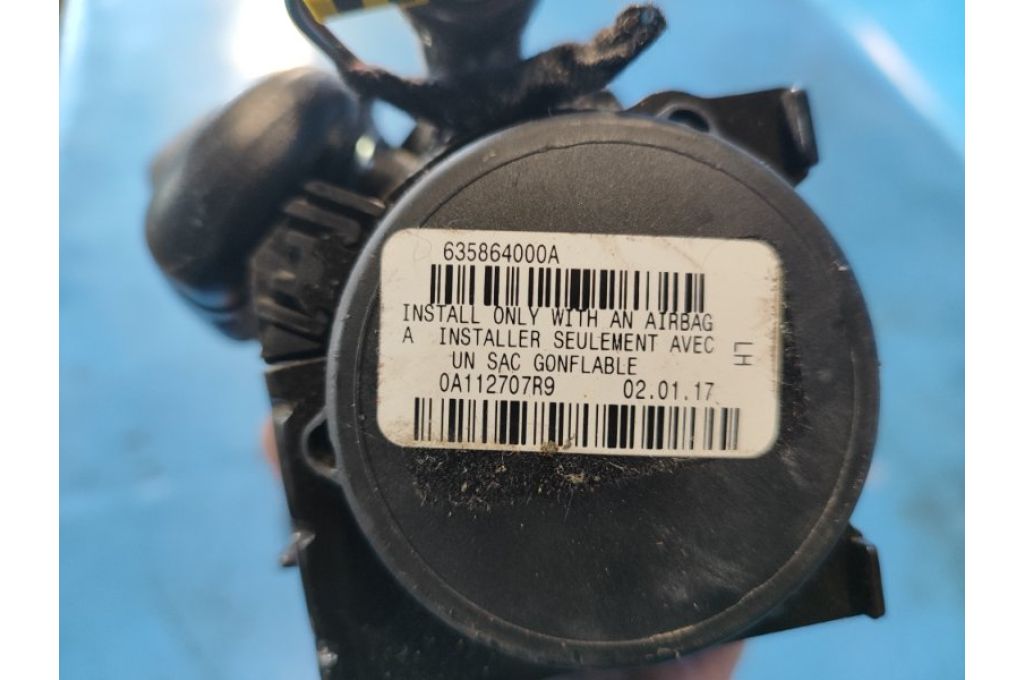 635864000A
INSTALL ONLY WITH AN AIRBAG
A INSTALLER SEULEMENT AVEC
UN SAC GONFLABLE
LH
0A112707R9 02.01.17